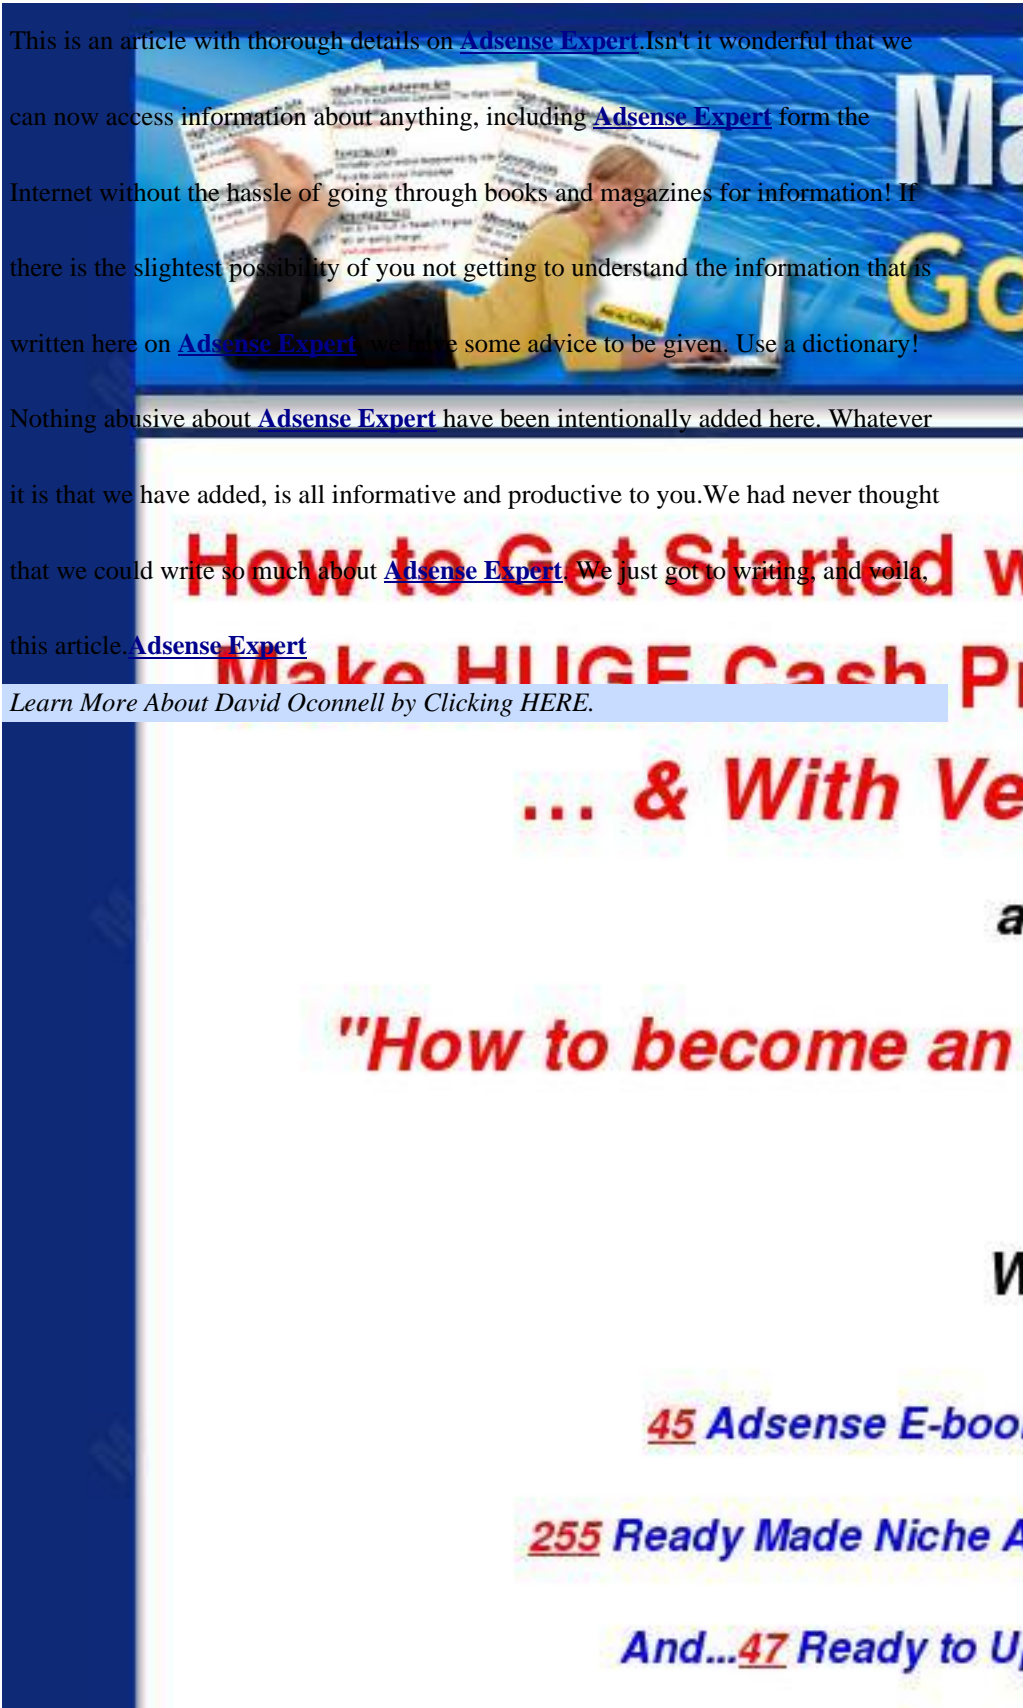 This is an article with thorough details on Adsense Expert.Isn't it wonderful that we
can now access information about anything, including Adsense Expert form the
Internet without the hassle of going through books and magazines for information! If
there is the slightest possibility of you not getting to understand the information that is
written here on Adsense Expert, we have some advice to be given. Use a dictionary!
Nothing abusive about Adsense Expert have been intentionally added here. Whatever
it is that we have added, is all informative and productive to you.We had never thought
that we could write so much about Adsense Expert. We just got to writing, and voila,
this article.Adsense Expert
Learn More About David Oconnell by Clicking HERE.
Ma
Go
How to Get Started w
Make HUGE Cash Pr
... & With Ve
a
"How to become an
W
45 Adsense E-boo
255 Ready Made Niche A
And...47 Ready to Up